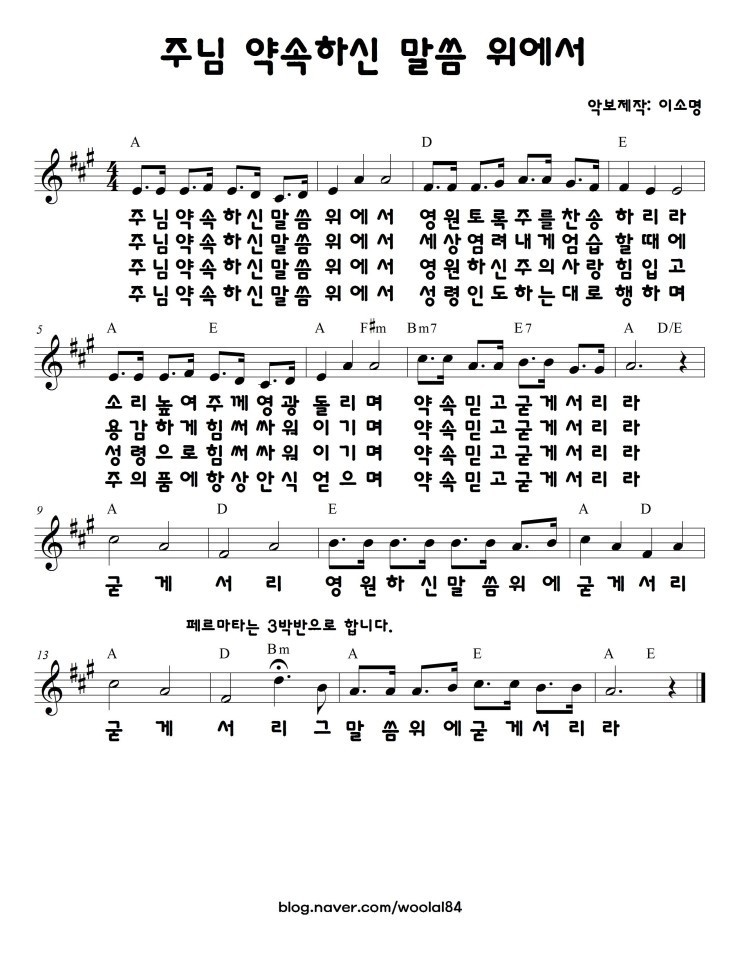 주님 약속하신 말씀 위에서
악보제작: 이소명
A D E
주님약속하신말씀 위에서 영원토록주를찬송 하리라
주님약속하신말씀 위에서 세상염려내게엄습 할때에
주님약속하신말씀 위에서 영원하신주의사랑 힘입고
주님약속하신말씀 위에서 성령인도하는대로 행하며
5 A E A F#m Bm7 E7 A D/E
소리높여주께영광 돌리며 약속믿고굳게서리라
용감하게힘써싸워 이기며 약속믿고굳게서리라
성령으로힘써싸워 이기며 약속믿고굳게서리라
주의품에항상안식 얻으며 약속믿고굳게서리라
9 A D E A D
굳게 서리 영원하신말씀위에 굳게서리
페르마타는 3박반으로 합니다.
13 A D Bm A E A E
굳게 서리 그 말씀위에굳게서리라
blog.naver.com/woolal84